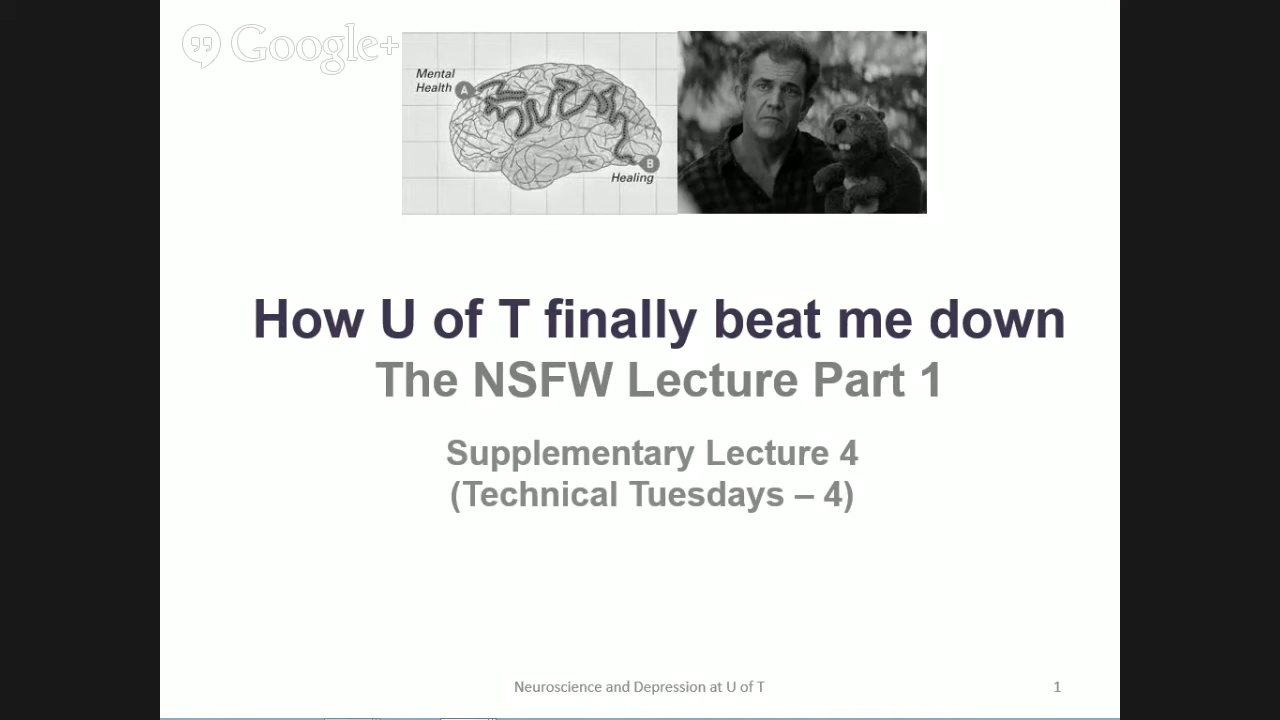 Google+
Mental
Health
A
B
Healing
How U of T finally beat me down
The NSFW Lecture Part 1
Supplementary Lecture 4
(Technical Tuesdays – 4)
Neuroscience and Depression at U of T
1